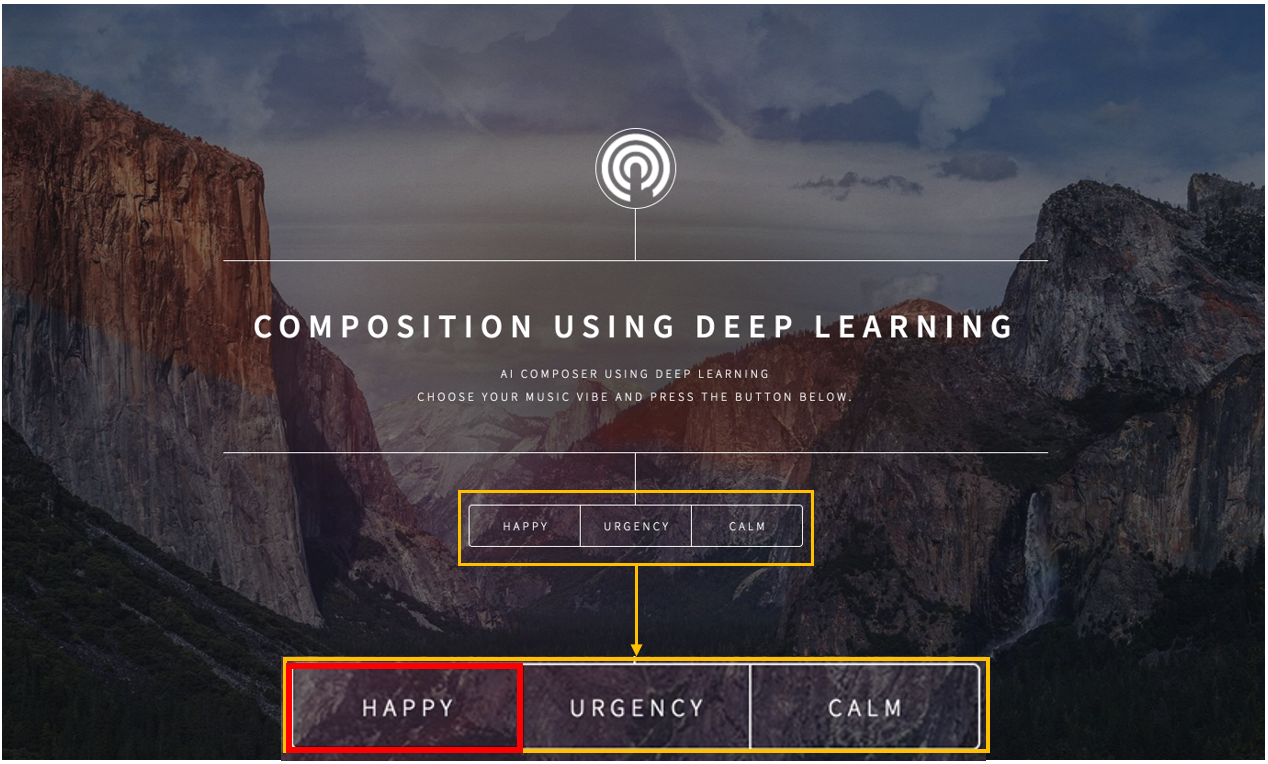 COMPOSITION USING DEEP LEARNING
AI COMPOSER USING DEEP LEARNING
CHOOSE YOUR MUSIC VIBE AND PRESS THE BUTTON BELOW.
HAPPY URGENCY CALM
HAPPY URGENCY CALM